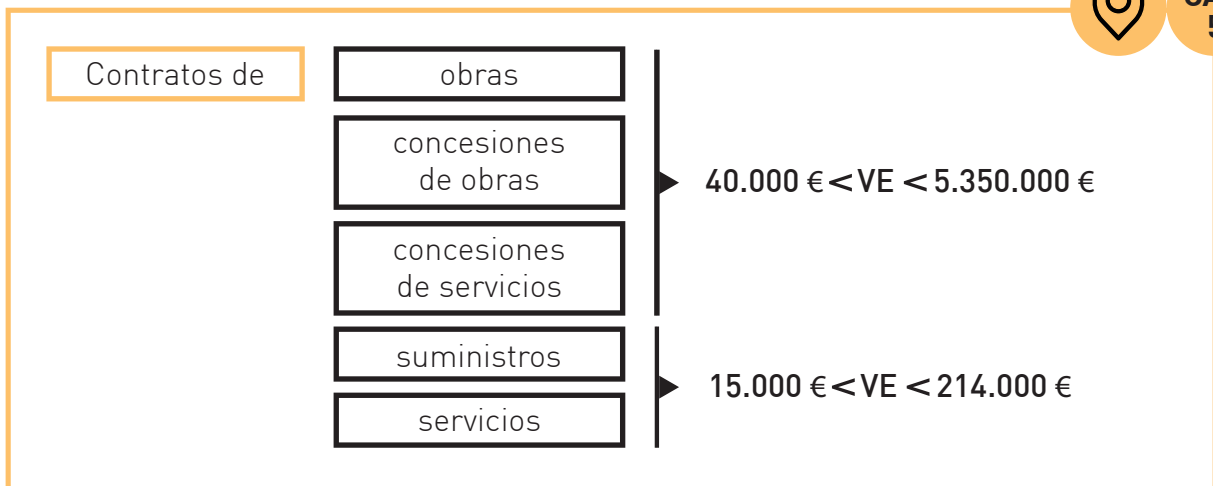 Contratos de
obras
concesiones
de obras
40.000 € < VE < 5.350.000 €
concesiones
de servicios
suministros
15.000 € < VE < 214.000 €
servicios